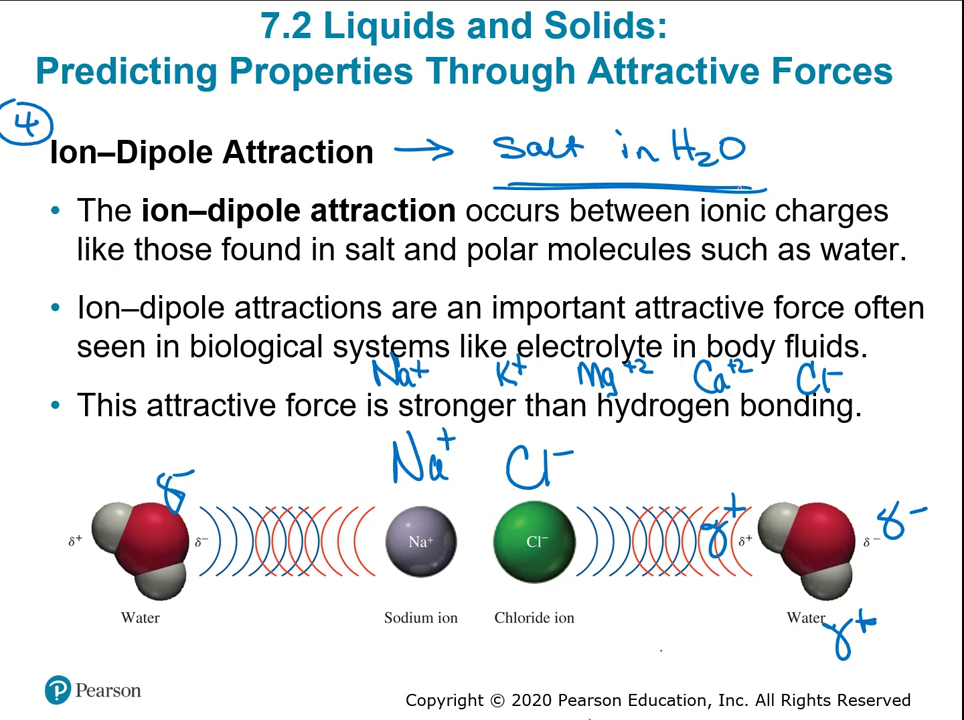 7.2 Liquids and Solids:
Predicting Properties Through Attractive Forces
4
Ion–Dipole Attraction → Salt in H₂O
• The ion–dipole attraction occurs between ionic charges
like those found in salt and polar molecules such as water.
• Ion–dipole attractions are an important attractive force often
seen in biological systems like electrolyte in body fluids.
Na⁺ K⁺ Mg⁺² Ca⁺² Cl⁻
• This attractive force is stronger than hydrogen bonding.
Na⁺ Cl⁻
δ⁻
δ⁺ δ⁻ Na⁺ Cl⁻ δ⁺ δ⁺ δ⁻ δ⁻
Water Sodium ion Chloride ion Water
δ⁺
Pearson
Copyright © 2020 Pearson Education, Inc. All Rights Reserved